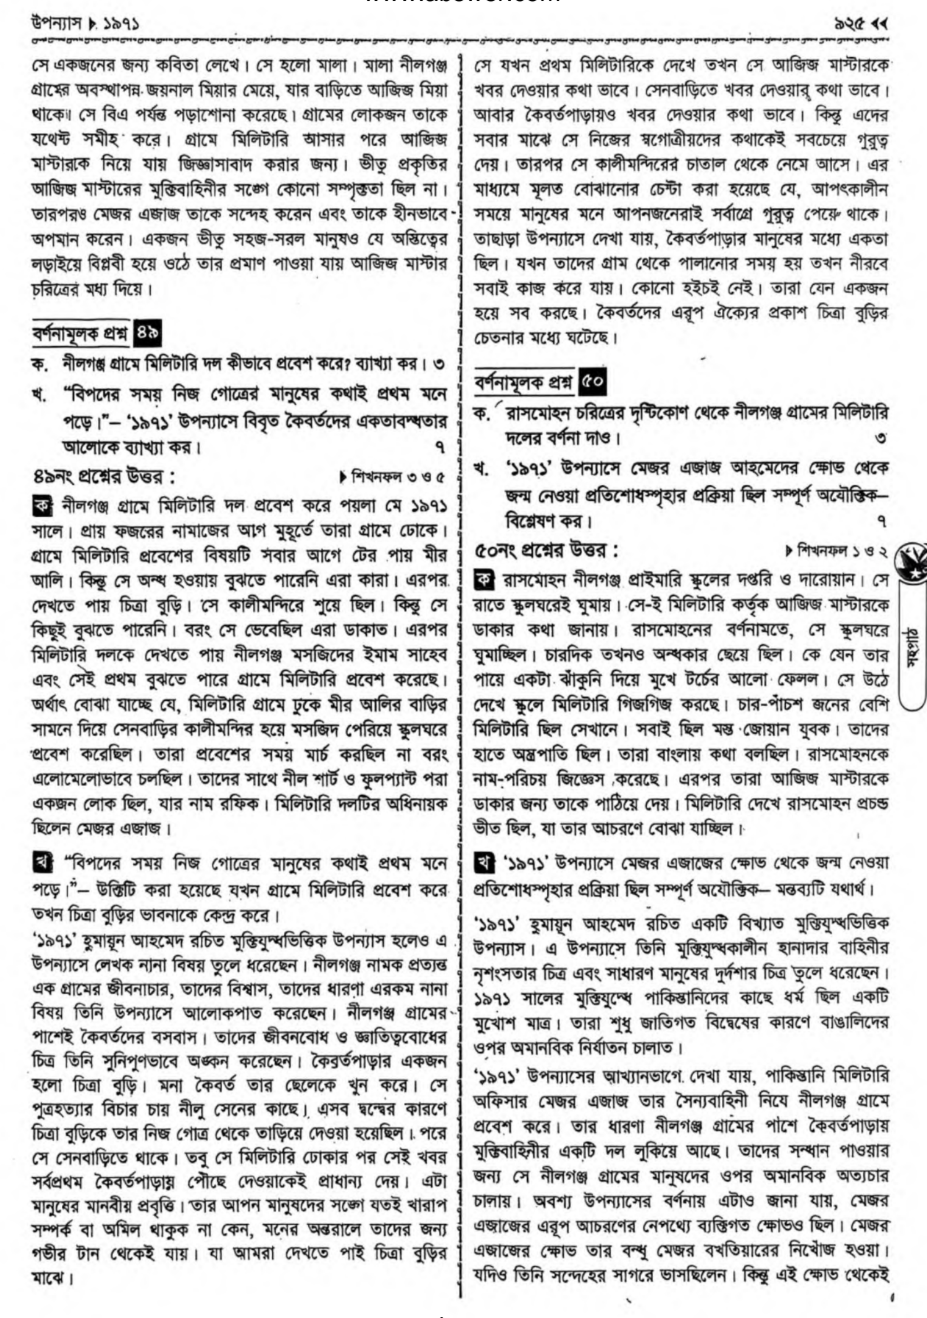 উপন্যাস ▶ ১৯৭১
৯২৫ ◀◀
সে একজনের জন্য কবিতা লেখে। সে হলো মালা। মালা নীলগঞ্জ
গ্রামের অবস্থাপন্ন জয়নাল মিয়ার মেয়ে, যার বাড়িতে আজিজ মিয়া
থাকে। সে বিএ পর্যন্ত পড়াশোনা করেছে। গ্রামের লোকজন তাকে
যথেষ্ট সমীহ করে। গ্রামে মিলিটারি আসার পরে আজিজ
মাস্টারকে নিয়ে যায় জিজ্ঞাসাবাদ করার জন্য। ভীতু প্রকৃতির
আজিজ মাস্টারের মুক্তিবাহিনীর সঙ্গে কোনো সম্পৃক্ততা ছিল না।
তারপরও মেজর এজাজ তাকে সন্দেহ করেন এবং তাকে হীনভাবে
অপমান করেন। একজন ভীতু সহজ-সরল মানুষও যে অস্তিত্বের
লড়াইয়ে বিপ্লবী হয়ে ওঠে তার প্রমাণ পাওয়া যায় আজিজ মাস্টার
চরিত্রের মধ্য দিয়ে।
বর্ণনামূলক প্রশ্ন ৪৯
ক. নীলগঞ্জ গ্রামে মিলিটারি দল কীভাবে প্রবেশ করে? ব্যাখ্যা কর। ৩
খ. “বিপদের সময় নিজ গোত্রের মানুষের কথাই প্রথম মনে
পড়ে।”– ‘১৯৭১’ উপন্যাসে বিবৃত কৈবর্তদের একতাবদ্ধতার
আলোকে ব্যাখ্যা কর। ৭
৪৯নং প্রশ্নের উত্তর : ▶ শিখনফল ৩ ও ৫
ক নীলগঞ্জ গ্রামে মিলিটারি দল প্রবেশ করে পয়লা মে ১৯৭১
সালে। প্রায় ফজরের নামাজের আগ মুহূর্তে তারা গ্রামে ঢোকে।
গ্রামে মিলিটারি প্রবেশের বিষয়টি সবার আগে টের পায় মীর
আলি। কিন্তু সে অন্ধ হওয়ায় বুঝতে পারেনি এরা কারা। এরপর
দেখতে পায় চিত্রা বুড়ি। সে কালীমন্দিরে শুয়ে ছিল। কিন্তু সে
কিছুই বুঝতে পারেনি। বরং সে ভেবেছিল এরা ডাকাত। এরপর
মিলিটারি দলকে দেখতে পায় নীলগঞ্জ মসজিদের ইমাম সাহেব
এবং সেই প্রথম বুঝতে পারে গ্রামে মিলিটারি প্রবেশ করেছে।
অর্থাৎ বোঝা যাচ্ছে যে, মিলিটারি গ্রামে ঢুকে মীর আলির বাড়ির
সামনে দিয়ে সেনবাড়ির কালীমন্দির হয়ে মসজিদ পেরিয়ে স্কুলঘরে
প্রবেশ করেছিল। তারা প্রবেশের সময় মার্চ করছিল না বরং
এলোমেলোভাবে চলছিল। তাদের সাথে নীল শার্ট ও ফুলপ্যান্ট পরা
একজন লোক ছিল, যার নাম রফিক। মিলিটারি দলটির অধিনায়ক
ছিলেন মেজর এজাজ।
খ “বিপদের সময় নিজ গোত্রের মানুষের কথাই প্রথম মনে
পড়ে।”– উক্তিটি করা হয়েছে যখন গ্রামে মিলিটারি প্রবেশ করে
তখন চিত্রা বুড়ির ভাবনাকে কেন্দ্র করে।
‘১৯৭১’ হুমায়ূন আহমেদ রচিত মুক্তিযুদ্ধভিত্তিক উপন্যাস হলেও এ
উপন্যাসে লেখক নানা বিষয় তুলে ধরেছেন। নীলগঞ্জ নামক প্রত্যন্ত
এক গ্রামের জীবনাচার, তাদের বিশ্বাস, তাদের ধারণা এরকম নানা
বিষয় তিনি উপন্যাসে আলোকপাত করেছেন। নীলগঞ্জ গ্রামের
পাশেই কৈবর্তদের বসবাস। তাদের জীবনবোধ ও জ্ঞাতিত্ববোধের
চিত্র তিনি সুনিপুণভাবে অঙ্কন করেছেন। কৈবর্তপাড়ার একজন
হলো চিত্রা বুড়ি। মনা কৈবর্ত তার ছেলেকে খুন করে। সে
পুত্রহত্যার বিচার চায় নীলু সেনের কাছে। এসব দ্বন্দ্বের কারণে
চিত্রা বুড়িকে তার নিজ গোত্র থেকে তাড়িয়ে দেওয়া হয়েছিল। পরে
সে সেনবাড়িতে থাকে। তবু সে মিলিটারি ঢোকার পর সেই খবর
সর্বপ্রথম কৈবর্তপাড়ায় পৌঁছে দেওয়াকেই প্রাধান্য দেয়। এটা
মানুষের মানবীয় প্রবৃত্তি। তার আপন মানুষদের সঙ্গে যতই খারাপ
সম্পর্ক বা অমিল থাকুক না কেন, মনের অন্তরালে তাদের জন্য
গভীর টান থেকেই যায়। যা আমরা দেখতে পাই চিত্রা বুড়ির
মাঝে।
সে যখন প্রথম মিলিটারিকে দেখে তখন সে আজিজ মাস্টারকে
খবর দেওয়ার কথা ভাবে। সেনবাড়িতে খবর দেওয়ার কথা ভাবে।
আবার কৈবর্তপাড়ায়ও খবর দেওয়ার কথা ভাবে। কিন্তু এদের
সবার মাঝে সে নিজের স্বগোত্রীয়দের কথাকেই সবচেয়ে গুরুত্ব
দেয়। তারপর সে কালীমন্দিরের চাতাল থেকে নেমে আসে। এর
মাধ্যমে মূলত বোঝানোর চেষ্টা করা হয়েছে যে, আপৎকালীন
সময়ে মানুষের মনে আপনজনেরাই সর্বাগ্রে গুরুত্ব পেয়ে থাকে।
তাছাড়া উপন্যাসে দেখা যায়, কৈবর্তপাড়ার মানুষের মধ্যে একতা
ছিল। যখন তাদের গ্রাম থেকে পালানোর সময় হয় তখন নীরবে
সবাই কাজ করে যায়। কোনো হইচই নেই। তারা যেন একজন
হয়ে সব করছে। কৈবর্তদের এরূপ ঐক্যের প্রকাশ চিত্রা বুড়ির
চেতনার মধ্যে ঘটেছে।
বর্ণনামূলক প্রশ্ন ৫০
ক. রাসমোহন চরিত্রের দৃষ্টিকোণ থেকে নীলগঞ্জ গ্রামের মিলিটারি
দলের বর্ণনা দাও। ৩
খ. ‘১৯৭১’ উপন্যাসে মেজর এজাজ আহমেদের ক্ষোভ থেকে
জন্ম নেওয়া প্রতিশোধস্পৃহার প্রক্রিয়া ছিল সম্পূর্ণ অযৌক্তিক–
বিশ্লেষণ কর। ৭
৫০নং প্রশ্নের উত্তর : ▶ শিখনফল ১ ও ২
ক রাসমোহন নীলগঞ্জ প্রাইমারি স্কুলের দপ্তরি ও দারোয়ান। সে
রাতে স্কুলঘরেই ঘুমায়। সে-ই মিলিটারি কর্তৃক আজিজ মাস্টারকে
ডাকার কথা জানায়। রাসমোহনের বর্ণনামতে, সে স্কুলঘরে
ঘুমাচ্ছিল। চারদিক তখনও অন্ধকার ছেয়ে ছিল। কে যেন তার
পায়ে একটা ঝাঁকুনি দিয়ে মুখে টর্চের আলো ফেলল। সে উঠে
দেখে স্কুলে মিলিটারি গিজগিজ করছে। চার-পাঁচশ জনের বেশি
মিলিটারি ছিল সেখানে। সবাই ছিল মস্ত জোয়ান যুবক। তাদের
হাতে অস্ত্রপাতি ছিল। তারা বাংলায় কথা বলছিল। রাসমোহনকে
নাম-পরিচয় জিজ্ঞেস করেছে। এরপর তারা আজিজ মাস্টারকে
ডাকার জন্য তাকে পাঠিয়ে দেয়। মিলিটারি দেখে রাসমোহন প্রচন্ড
ভীত ছিল, যা তার আচরণে বোঝা যাচ্ছিল।
খ ‘১৯৭১’ উপন্যাসে মেজর এজাজের ক্ষোভ থেকে জন্ম নেওয়া
প্রতিশোধস্পৃহার প্রক্রিয়া ছিল সম্পূর্ণ অযৌক্তিক– মন্তব্যটি যথার্থ।
‘১৯৭১’ হুমায়ূন আহমেদ রচিত একটি বিখ্যাত মুক্তিযুদ্ধভিত্তিক
উপন্যাস। এ উপন্যাসে তিনি মুক্তিযুদ্ধকালীন হানাদার বাহিনীর
নৃশংসতার চিত্র এবং সাধারণ মানুষের দুর্দশার চিত্র তুলে ধরেছেন।
১৯৭১ সালের মুক্তিযুদ্ধে পাকিস্তানিদের কাছে ধর্ম ছিল একটি
মুখোশ মাত্র। তারা শুধু জাতিগত বিদ্বেষের কারণে বাঙালিদের
ওপর অমানবিক নির্যাতন চালাত।
‘১৯৭১’ উপন্যাসের আখ্যানভাগে দেখা যায়, পাকিস্তানি মিলিটারি
অফিসার মেজর এজাজ তার সৈন্যবাহিনী নিযে নীলগঞ্জ গ্রামে
প্রবেশ করে। তার ধারণা নীলগঞ্জ গ্রামের পাশে কৈবর্তপাড়ায়
মুক্তিবাহিনীর একটি দল লুকিয়ে আছে। তাদের সন্ধান পাওয়ার
জন্য সে নীলগঞ্জ গ্রামের মানুষদের ওপর অমানবিক অত্যচার
চালায়। অবশ্য উপন্যাসের বর্ণনায় এটাও জানা যায়, মেজর
এজাজের এরূপ আচরণের নেপথ্যে ব্যক্তিগত ক্ষোভও ছিল। মেজর
এজাজের ক্ষোভ তার বন্ধু মেজর বখতিয়ারের নিখোঁজ হওয়া।
যদিও তিনি সন্দেহের সাগরে ভাসছিলেন। কিন্তু এই ক্ষোভ থেকেই
সহপাঠ